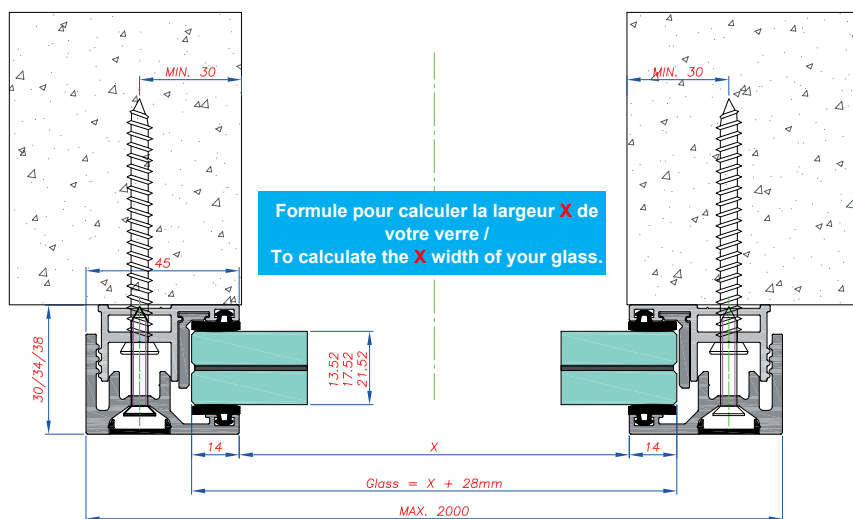 MIN. 30
MIN. 30
Formule pour calculer la largeur X de
votre verre /
To calculate the X width of your glass.
45
30/34/38
13.52
17.52
21.52
14
X
14
Glass = X + 28mm
MAX. 2000